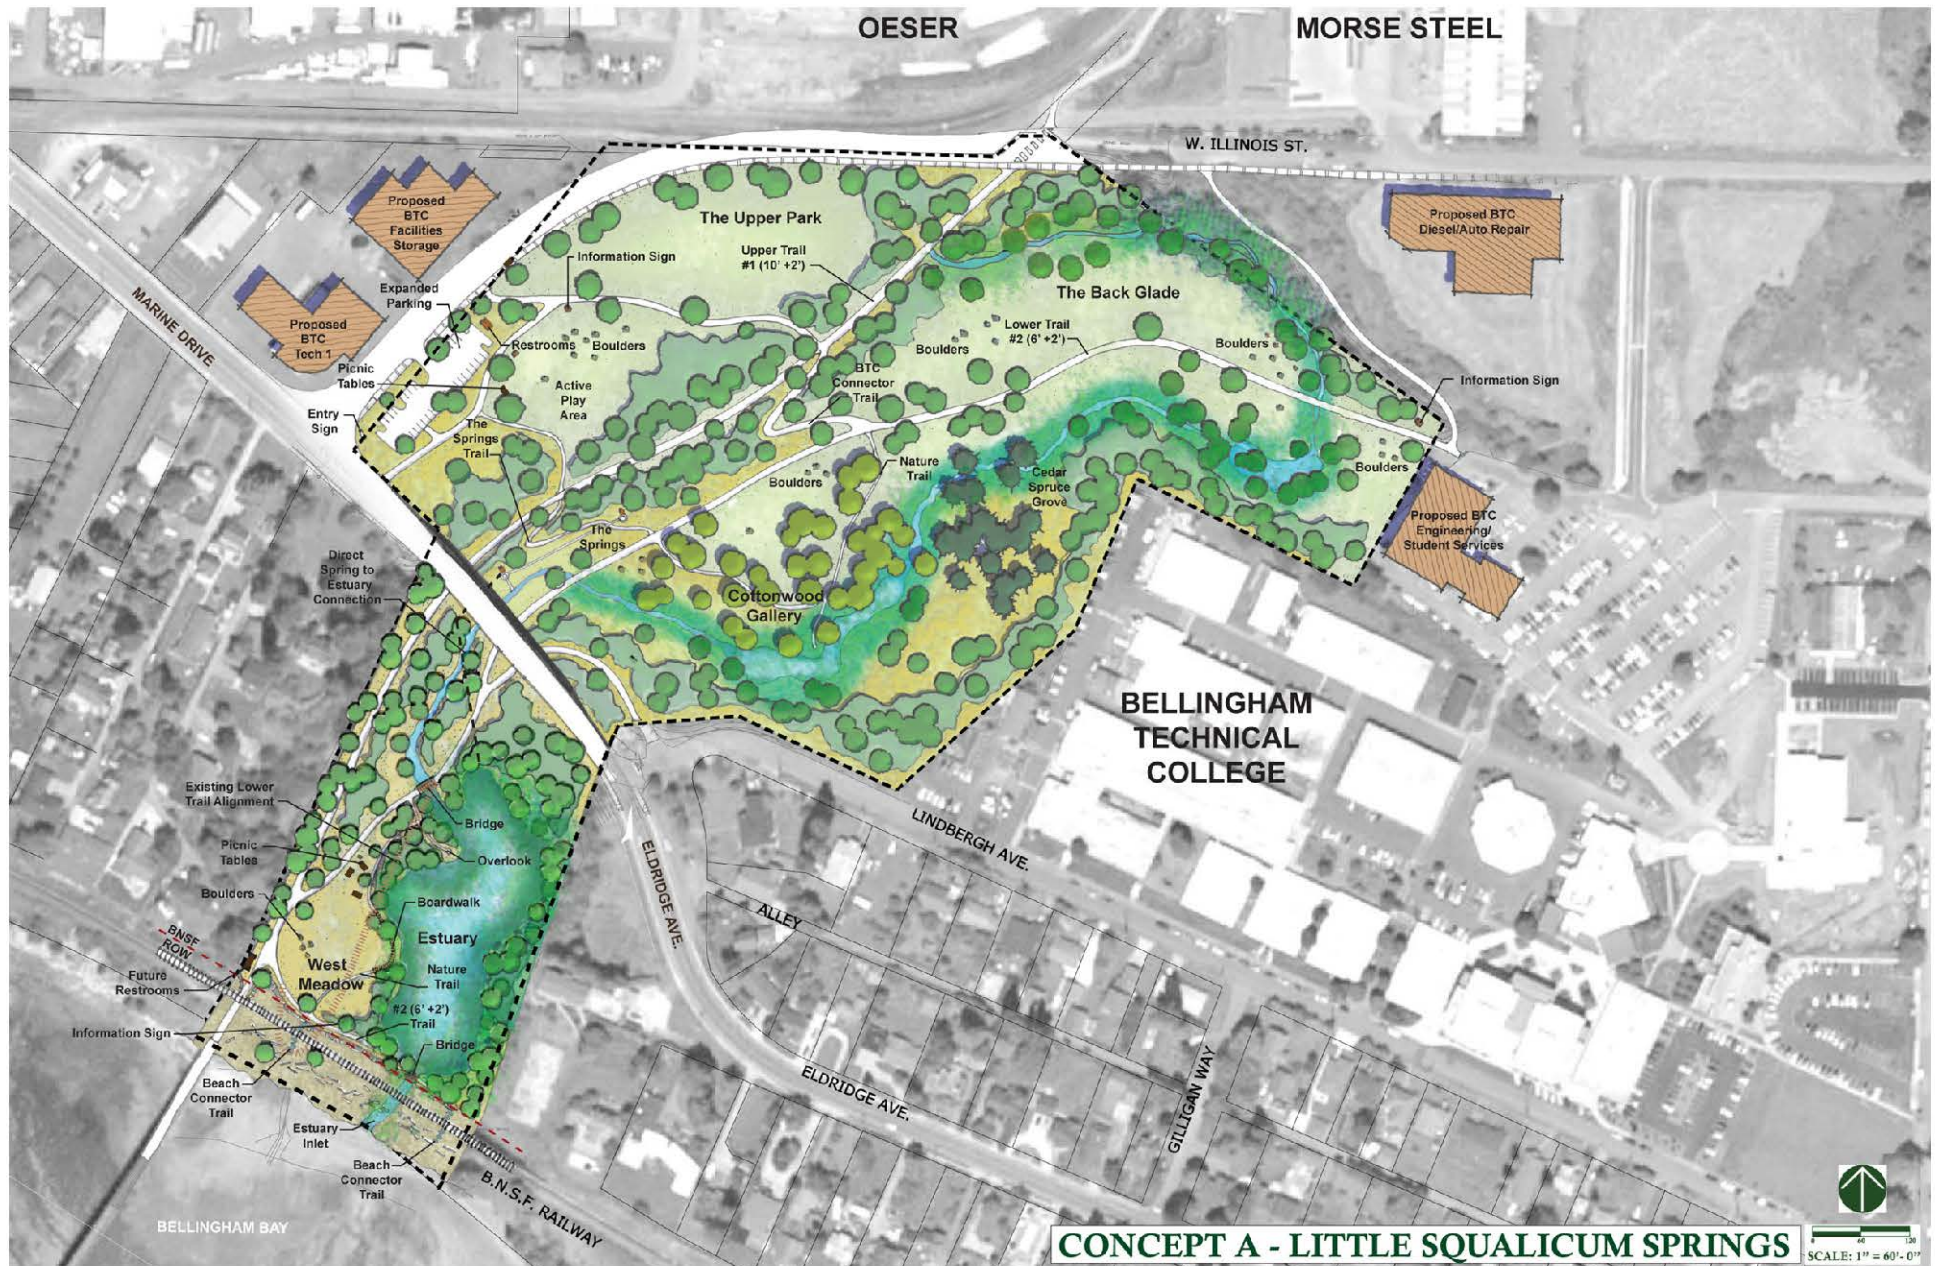 OESER
MORSE STEEL
W. ILLINOIS ST.
Proposed
BTC
Facilities
Storage
Proposed BTC
Diesel/Auto Repair
The Upper Park
Upper Trail
#1 (10' +2')
Information Sign
Expanded
Parking
The Back Glade
MARINE DRIVE
Proposed
BTC
Tech 1
Restrooms
Boulders
Lower Trail
#2 (6' +2')
Boulders
Boulders
Picnic
Tables
Active
Play
Area
BTC
Connector
Trail
Information Sign
Entry
Sign
The
Springs
Trail
Nature
Trail
Boulders
Cedar
Spruce
Grove
Boulders
Proposed BTC
Engineering/
Student Services
The
Springs
Direct
Spring to
Estuary
Connection
Cottonwood
Gallery
BELLINGHAM
TECHNICAL
COLLEGE
Existing Lower
Trail Alignment
Bridge
Picnic
Tables
Overlook
LINDBERGH AVE.
ELDRIDGE AVE.
Boulders
Boardwalk
ALLEY
BNSF
ROW
Estuary
West
Meadow
Nature
Trail
Future
Restrooms
#2 (6' +2')
Trail
Information Sign
Bridge
Beach
Connector
Trail
ELDRIDGE AVE.
GILLIGAN WAY
Estuary
Inlet
Beach
Connector
Trail
B.N.S.F. RAILWAY
BELLINGHAM BAY
CONCEPT A - LITTLE SQUALICUM SPRINGS
0 60 120
SCALE: 1" = 60'- 0"